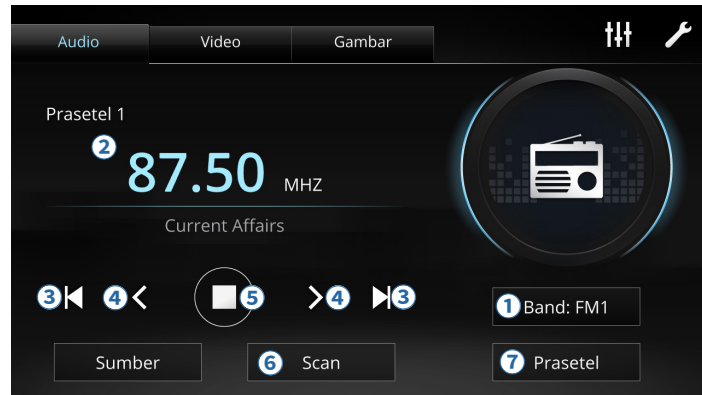 Audio Video Gambar
Prasetel 1
2
87.50 MHZ
Current Affairs
3 4 5 4 3
1 Band: FM1
Sumber 6 Scan 7 Prasetel